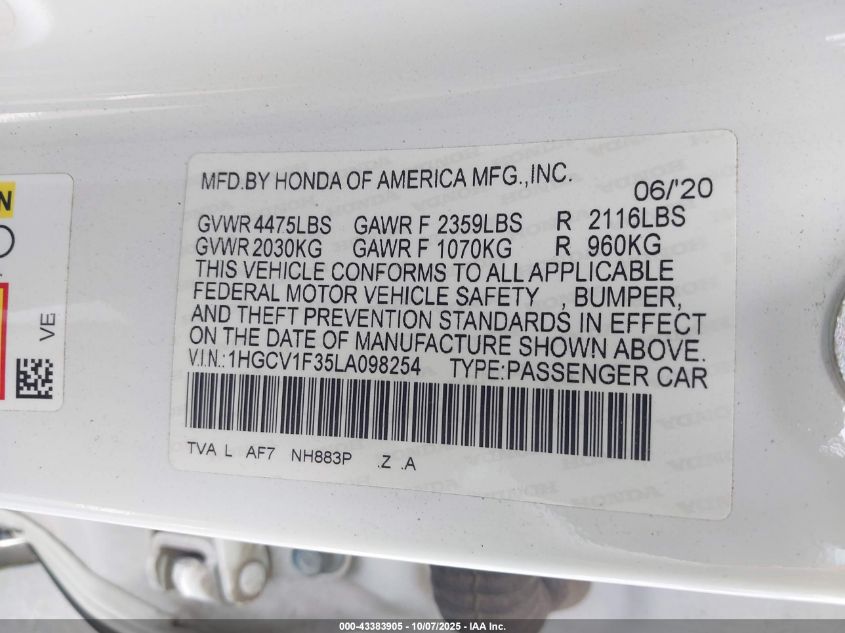 MFD.BY HONDA OF AMERICA MFG.,INC.
06/'20
GVWR 4475LBS GAWR F 2359LBS R 2116LBS
GVWR 2030KG GAWR F 1070KG R 960KG
THIS VEHICLE CONFORMS TO ALL APPLICABLE
FEDERAL MOTOR VEHICLE SAFETY , BUMPER,
AND THEFT PREVENTION STANDARDS IN EFFECT
ON THE DATE OF MANUFACTURE SHOWN ABOVE.
V.I.N.:1HGCV1F35LA098254 TYPE:PASSENGER CAR
TVA L AF7 NH883P .Z .A
VE
000-43383905 - 10/07/2025 - IAA Inc.